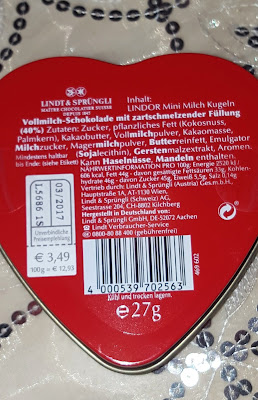 LINDT & SPRÜNGLI
MAÎTRE CHOCOLATIER SUISSE
DEPUIS 1845
Inhalt:
LINDOR Mini Milch Kugeln
Vollmilch-Schokolade mit zartschmelzender Füllung
(40%) Zutaten: Zucker, pflanzliches Fett (Kokosnuss,
Palmkern), Kakaobutter, Vollmilchpulver, Kakaomasse,
Milchzucker, Magermilchpulver, Butterreinfett, Emulgator
(Sojalecithin), Gerstenmalzextrakt, Aromen.
Kann Haselnüsse, Mandeln enthalten.
Mindestens haltbar
bis Ende: (siehe Etikett)
NÄHRWERTINFORMATION PRO 100g: Energie 2520 kJ /
606 kcal, Fett 44g - davon gesättigte Fettsäuren 33g, Kohlen-
hydrate 46g - davon Zucker 45g, Eiweiß 5,5g, Salz 0,14g
Vertrieb durch: Lindt & Sprüngli (Austria) Ges.m.b.H.,
Hauptstrasse 1A, AT-1130 Wien,
Lindt & Sprüngli (Schweiz) AG,
Seestrasse 204, CH-8802 Kilchberg
Hergestellt in Deutschland von:
Lindt & Sprüngli GmbH, DE-52072 Aachen
Lindt Verbraucher-Service
0800-80 88 400 (gebührenfrei)
03/2017
L5686 1S
Unverbindliche
Preisempfehlung
€ 3,49
100g = € 12,93
469 602
4 000539 702563
Kühl und trocken lagern.
℮27g